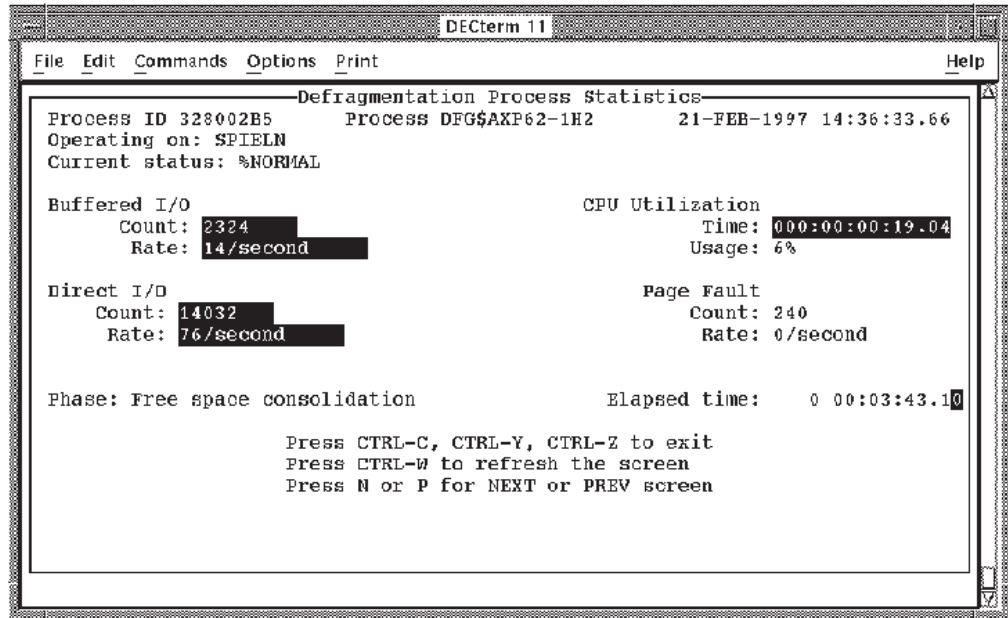 DECterm 11
File Edit Commands Options Print Help
Defragmentation Process Statistics
Process ID 328002B5 Process DFG$AXP62-1H2 21-FEB-1997 14:36:33.66
Operating on: SPIELN
Current status: %NORMAL
Buffered I/O CPU Utilization
Count: 2324 Time: 000:00:00:19.04
Rate: 14/second Usage: 6%
Direct I/O Page Fault
Count: 14032 Count: 240
Rate: 76/second Rate: 0/second
Phase: Free space consolidation Elapsed time: 0 00:03:43.10
Press CTRL-C, CTRL-Y, CTRL-Z to exit
Press CTRL-W to refresh the screen
Press N or P for NEXT or PREV screen